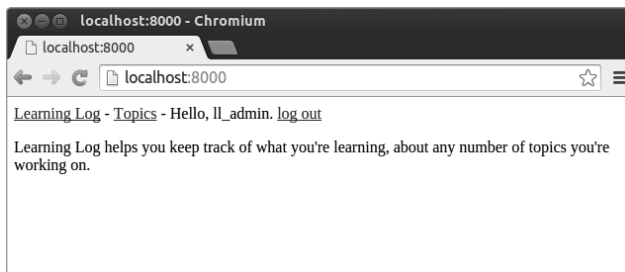 localhost:8000 - Chromium
localhost:8000
localhost:8000
Learning Log - Topics - Hello, ll_admin. log out
Learning Log helps you keep track of what you're learning, about any number of topics you're
working on.